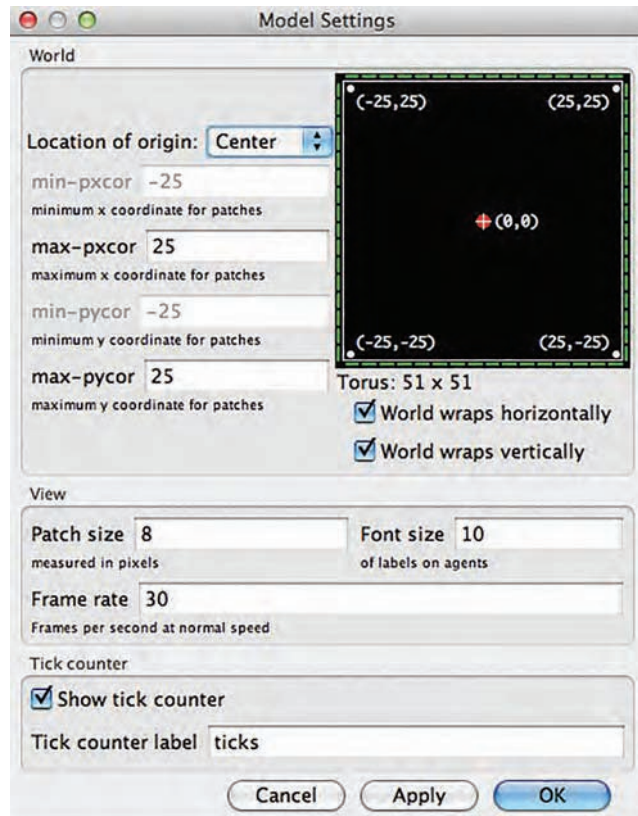 Model Settings
World
(-25,25) (25,25)
Location of origin: Center
min-pxcor -25
minimum x coordinate for patches
(0,0)
max-pxcor 25
maximum x coordinate for patches
min-pycor -25
minimum y coordinate for patches
(-25,-25) (25,-25)
max-pycor 25
maximum y coordinate for patches
Torus: 51 x 51
World wraps horizontally
World wraps vertically
View
Patch size 8 Font size 10
measured in pixels of labels on agents
Frame rate 30
Frames per second at normal speed
Tick counter
Show tick counter
Tick counter label ticks
Cancel Apply OK